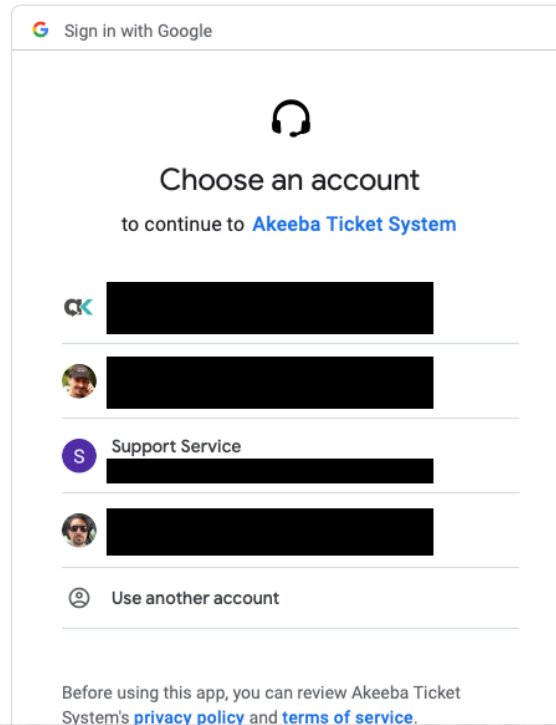 Sign in with Google
Choose an account
to continue to Akeeba Ticket System
Support Service
S
Use another account
Before using this app, you can review Akeeba Ticket
System's privacy policy and terms of service.